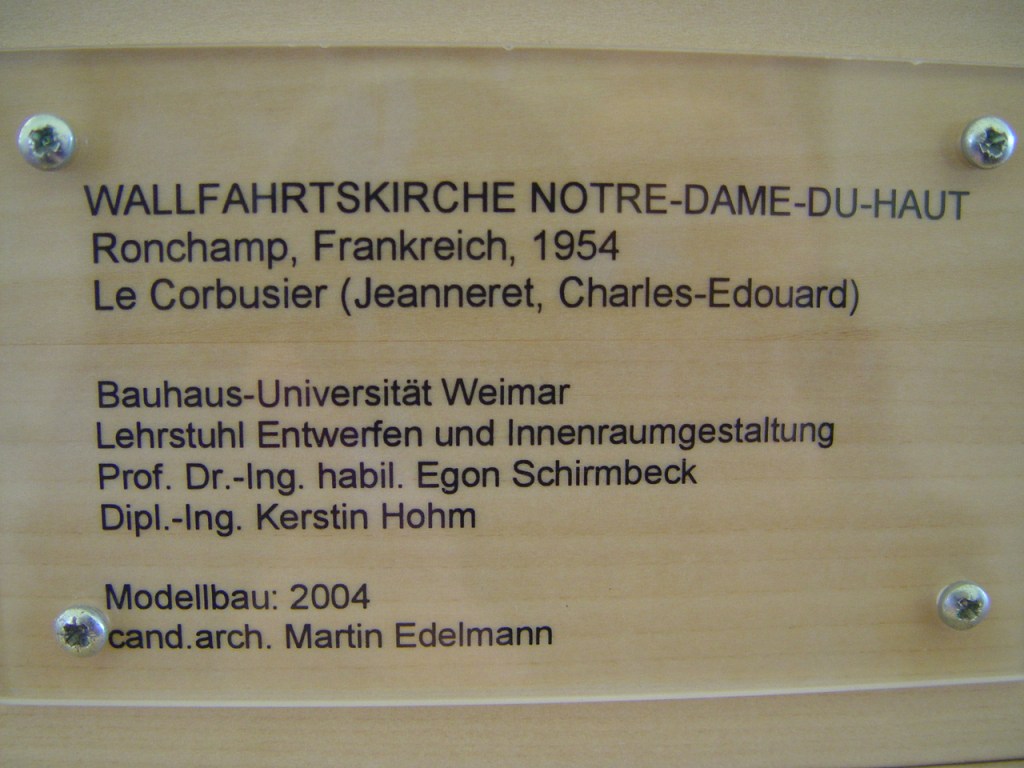 WALLFAHRTSKIRCHE NOTRE-DAME-DU-HAUT
Ronchamp, Frankreich, 1954
Le Corbusier (Jeanneret, Charles-Edouard)
Bauhaus-Universität Weimar
Lehrstuhl Entwerfen und Innenraumgestaltung
Prof. Dr.-Ing. habil. Egon Schirmbeck
Dipl.-Ing. Kerstin Hohm
Modellbau: 2004
cand.arch. Martin Edelmann